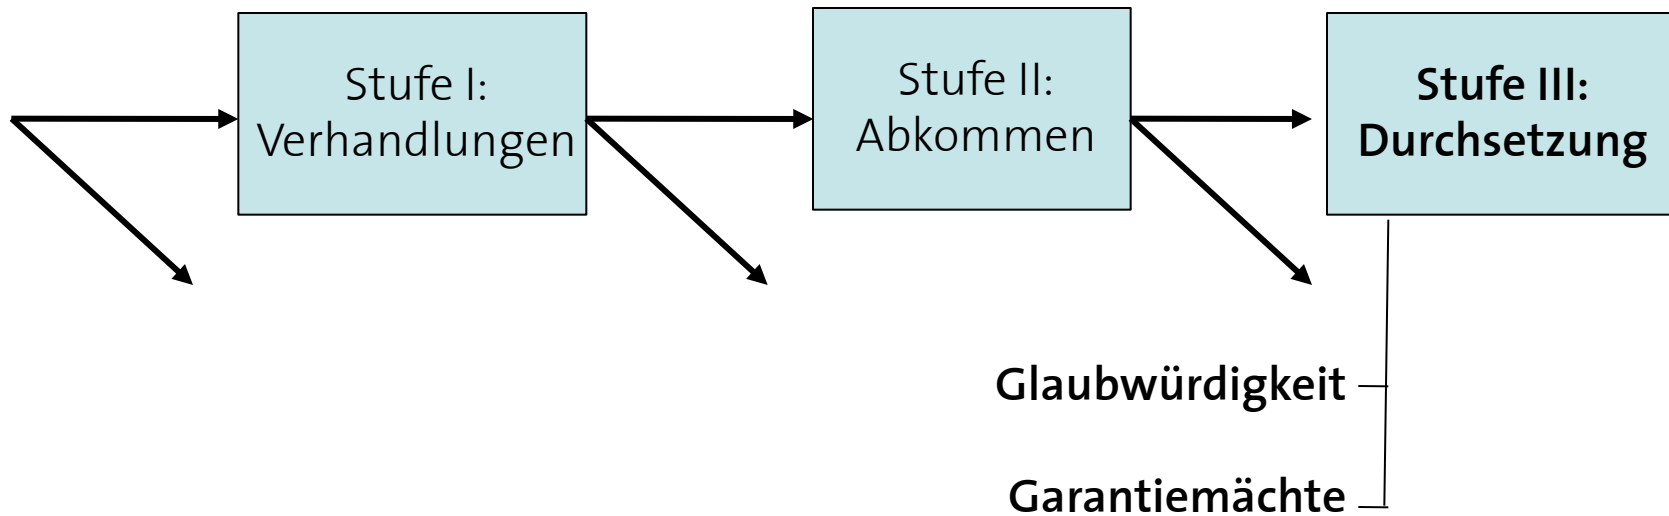 Stufe I:
Verhandlungen
Stufe II:
Abkommen
Stufe III:
Durchsetzung
Glaubwürdigkeit
Garantiemächte